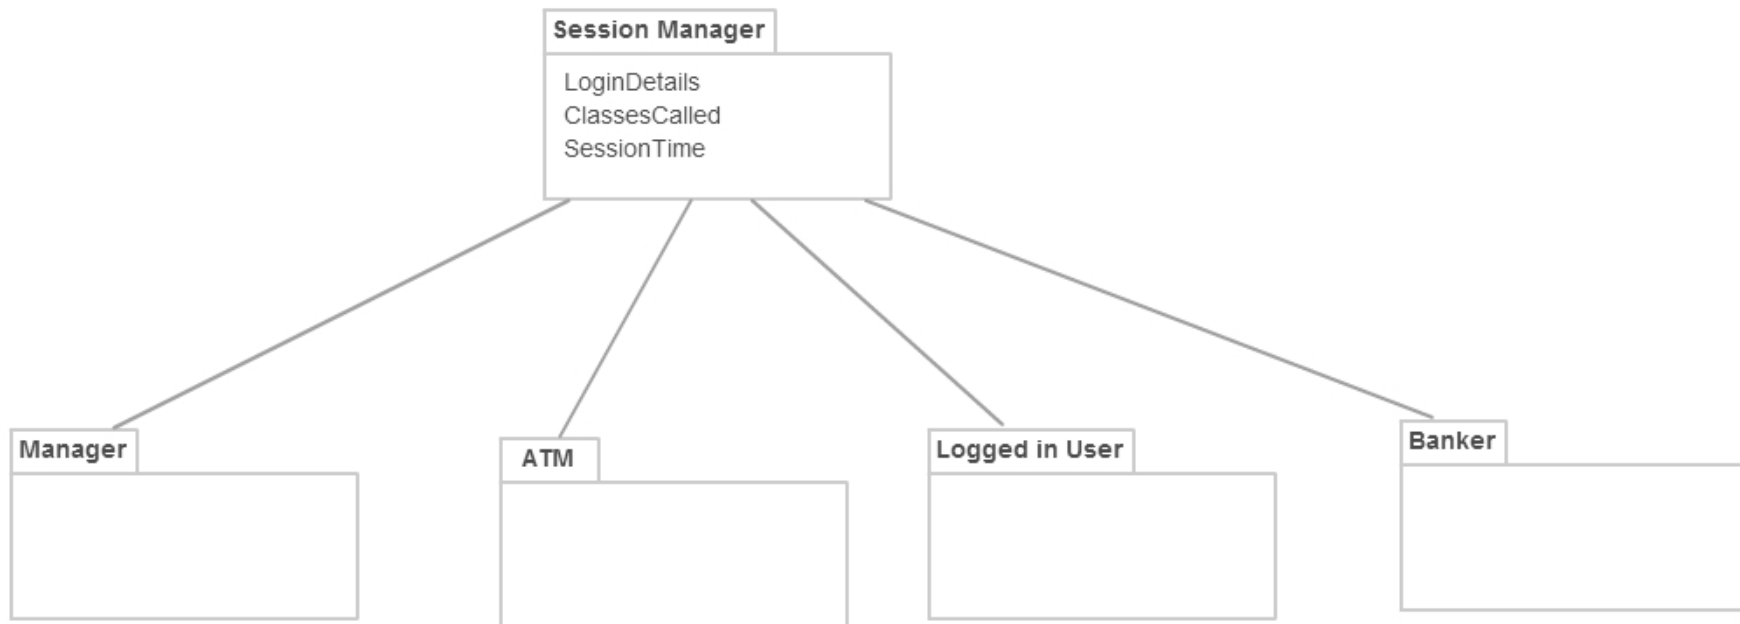 Session Manager
LoginDetails
ClassesCalled
SessionTime
Manager
ATM
Logged in User
Banker